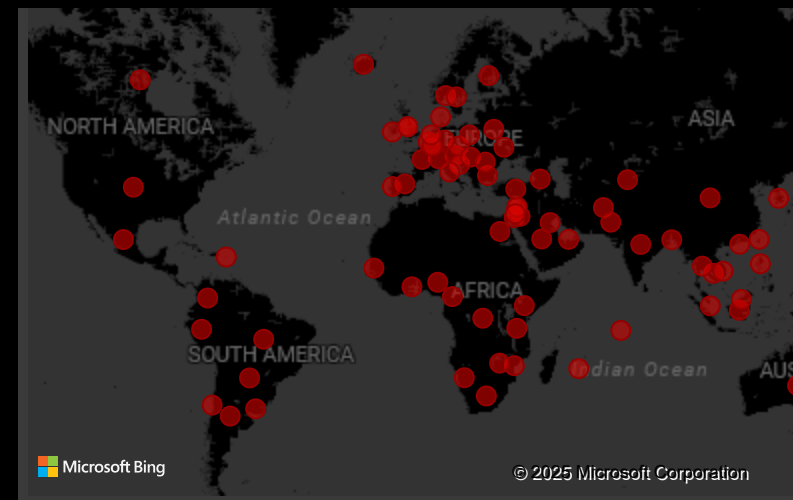 NORTH AMERICA
EUROPE
ASIA
Atlantic Ocean
AFRICA
SOUTH AMERICA
Indian Ocean
AUS
Microsoft Bing
© 2025 Microsoft Corporation